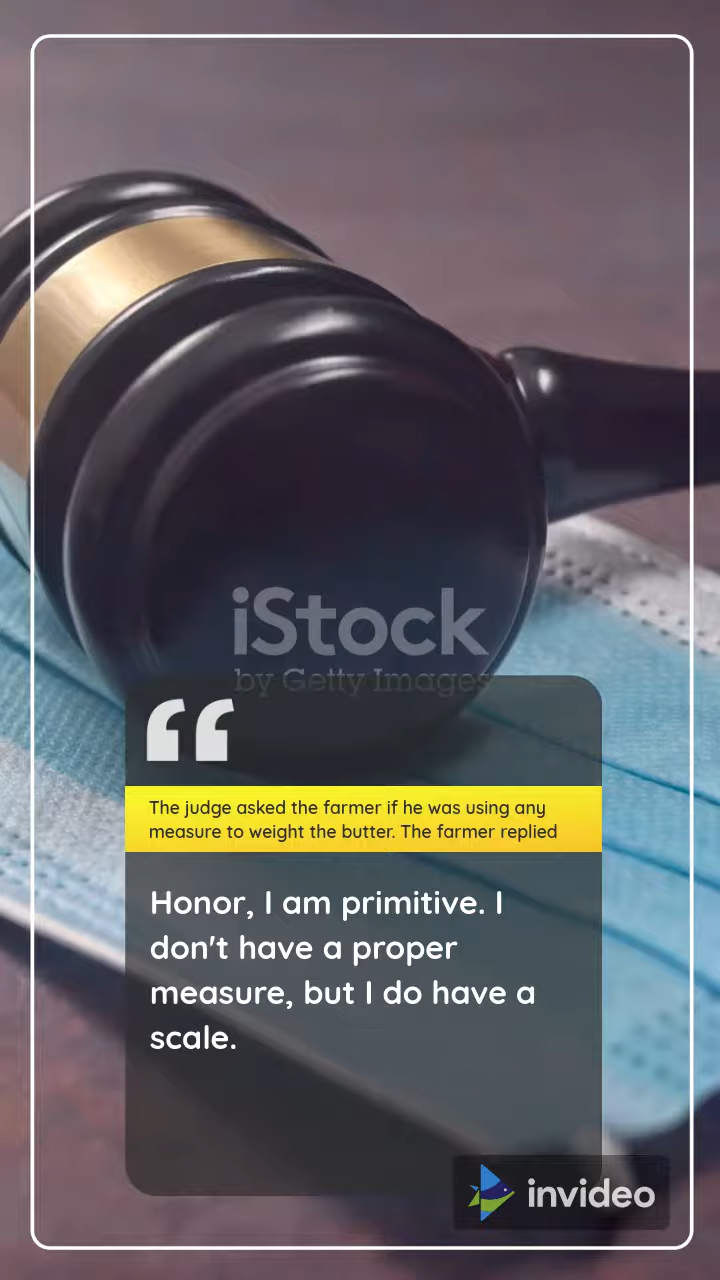 iStock
by Getty Images
The judge asked the farmer if he was using any
measure to weight the butter. The farmer replied
Honor, I am primitive. I
don't have a proper
measure, but I do have a
scale.
invideo